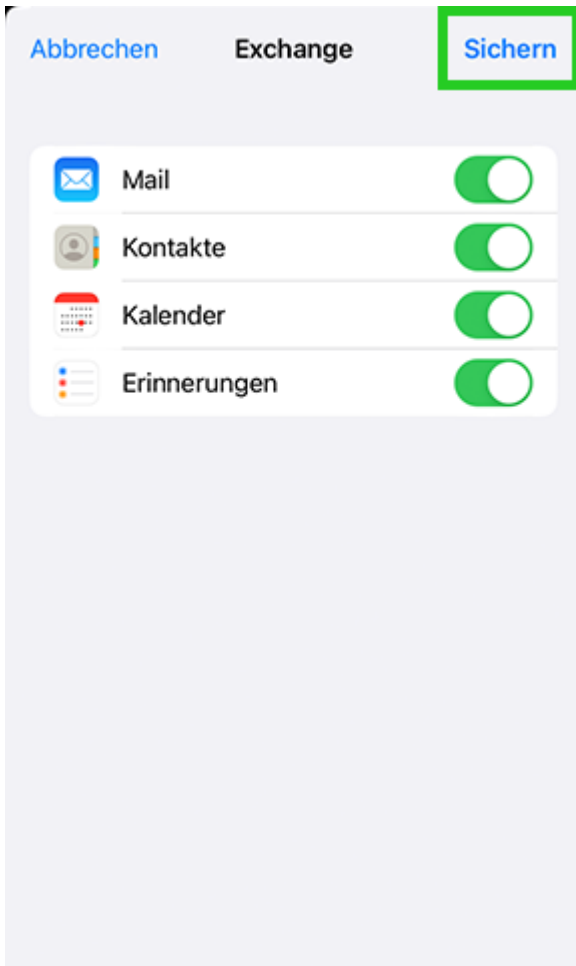 Abbrechen Exchange Sichern
Mail
Kontakte
Kalender
Erinnerungen